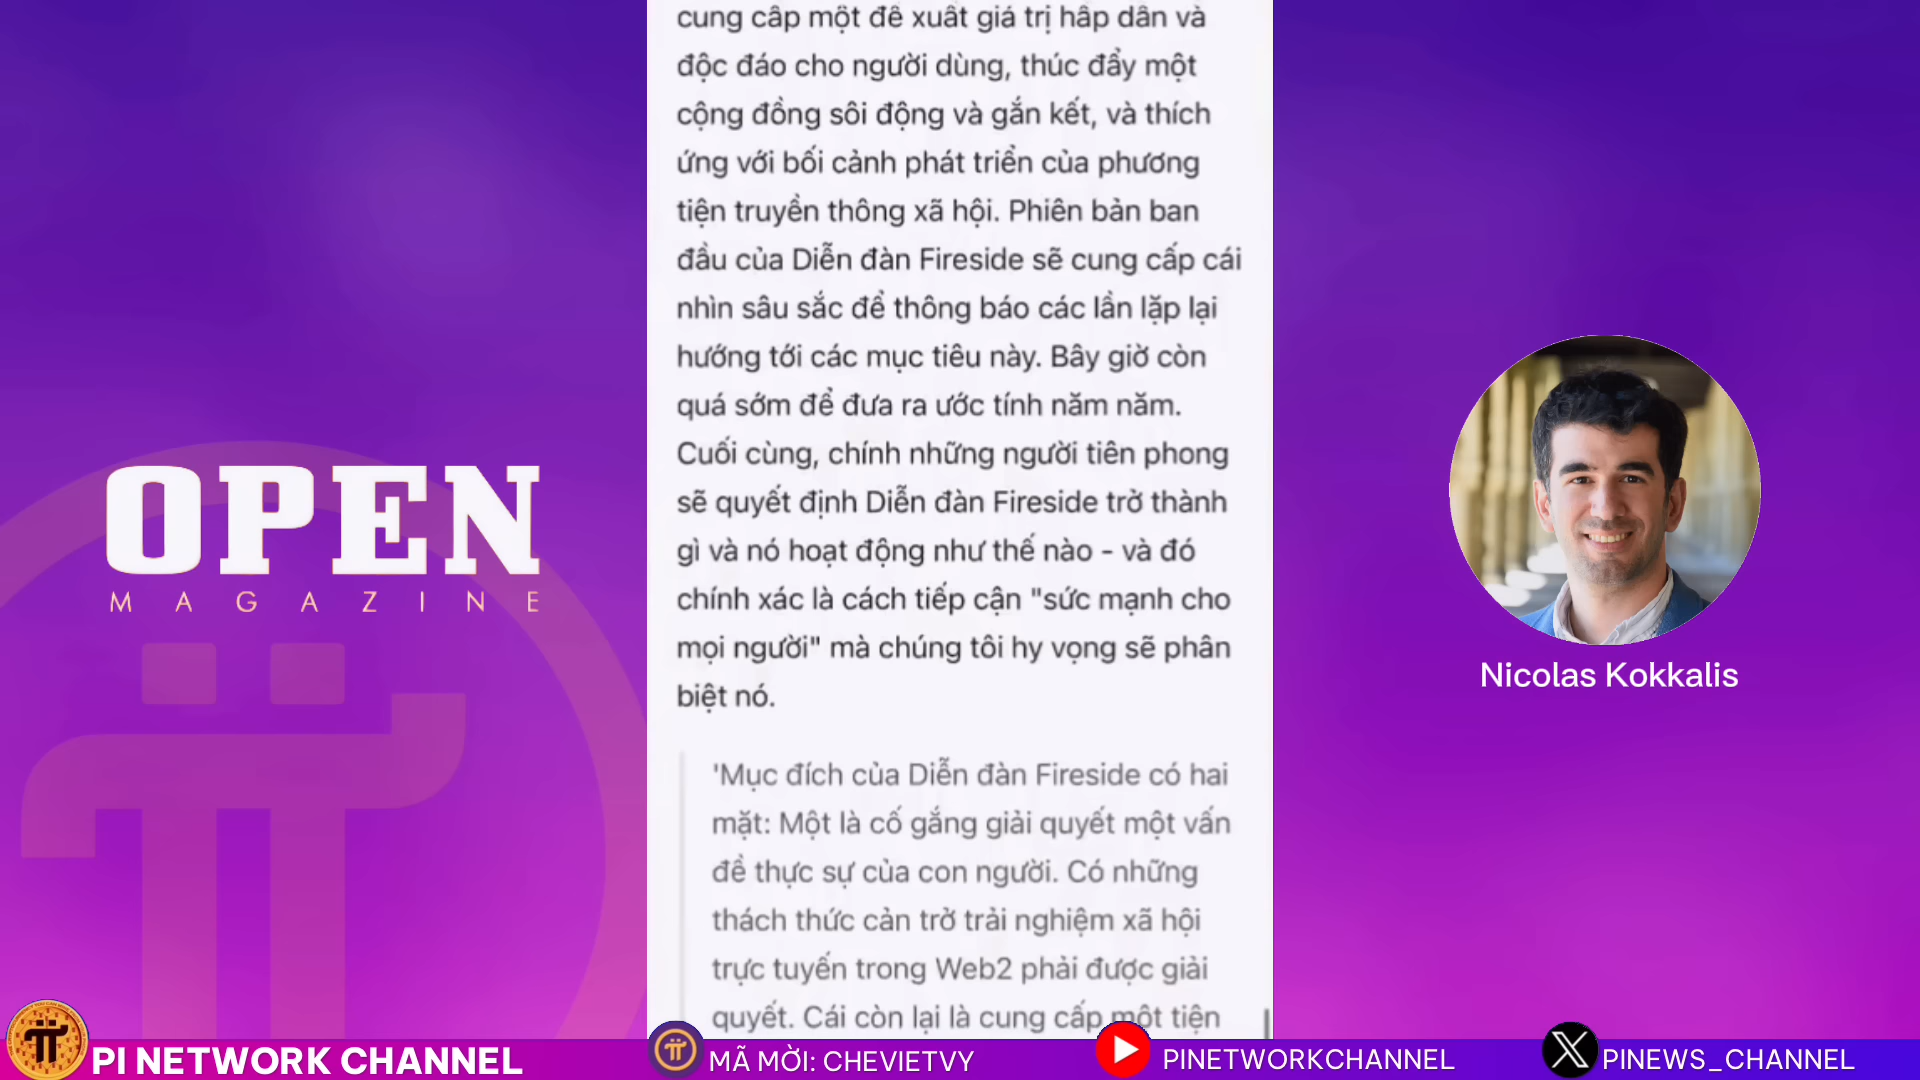 cung cấp một đề xuất giá trị hấp dẫn và
độc đáo cho người dùng, thúc đẩy một
cộng đồng sôi động và gắn kết, và thích
ứng với bối cảnh phát triển của phương
tiện truyền thông xã hội. Phiên bản ban
đầu của Diễn đàn Fireside sẽ cung cấp cái
nhìn sâu sắc để thông báo các lần lặp lại
hướng tới các mục tiêu này. Bây giờ còn
quá sớm để đưa ra ước tính năm năm.
Cuối cùng, chính những người tiên phong
sẽ quyết định Diễn đàn Fireside trở thành
gì và nó hoạt động như thế nào - và đó
chính xác là cách tiếp cận "sức mạnh cho
mọi người" mà chúng tôi hy vọng sẽ phân
biệt nó.
'Mục đích của Diễn đàn Fireside có hai
mặt: Một là cố gắng giải quyết một vấn
đề thực sự của con người. Có những
thách thức cản trở trải nghiệm xã hội
trực tuyến trong Web2 phải được giải
quyết. Cái còn lại là cung cấp một tiện
OPEN
MAGAZINE
Nicolas Kokkalis
PI NETWORK CHANNEL
MÃ MỜI: CHEVIETVY
PINETWORKCHANNEL
PINEWS_CHANNEL